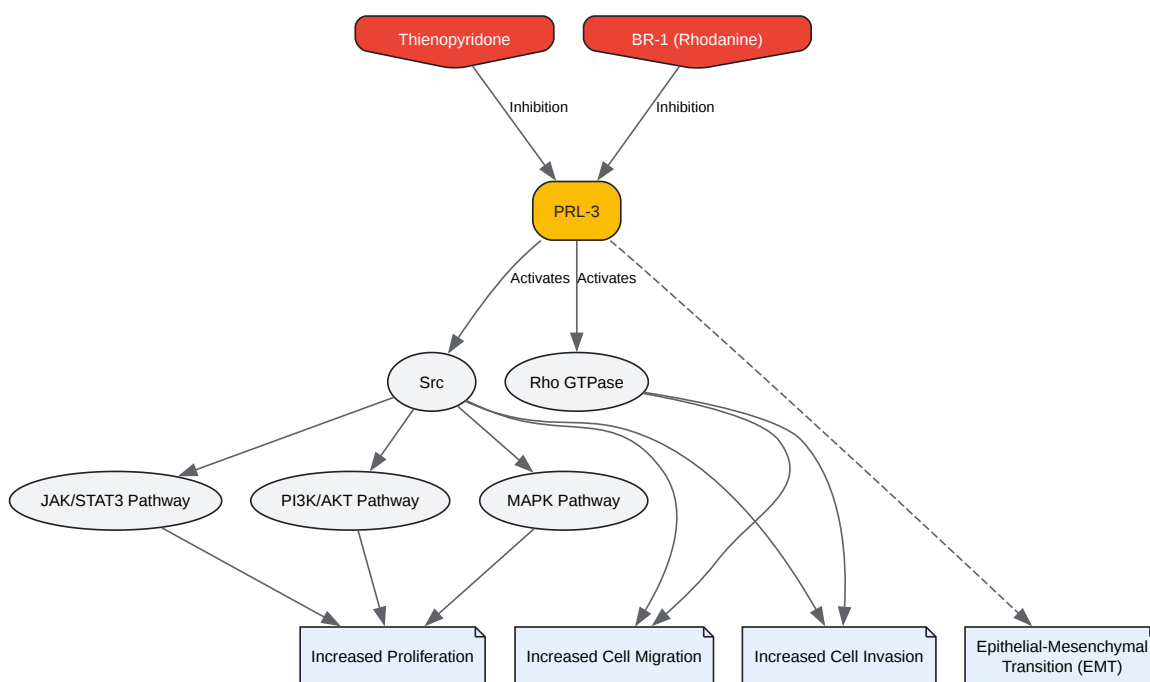 Thienopyridone
BR-1 (Rhodanine)
Inhibition
Inhibition
PRL-3
Activates
Activates
Src
Rho GTPase
JAK/STAT3 Pathway
PI3K/AKT Pathway
MAPK Pathway
Increased Proliferation
Increased Cell Migration
Increased Cell Invasion
Epithelial-Mesenchymal
Transition (EMT)